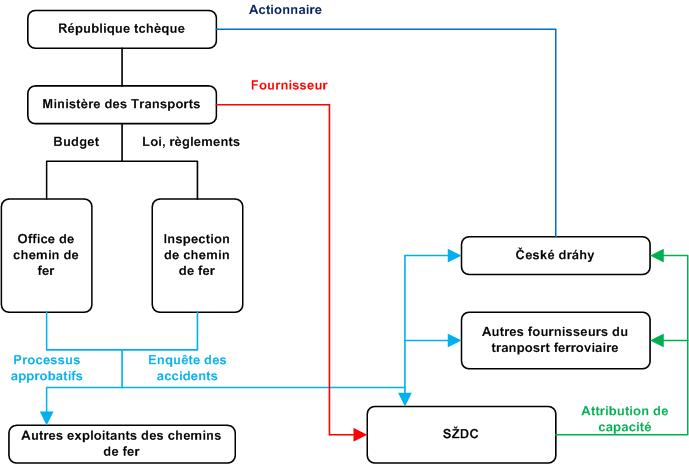 Actionnaire
République tchèque
Fournisseur
Ministère des Transports
Budget
Loi, règlements
Office de
chemin de
fer
Inspection
de chemin
de fer
České dráhy
Autres fournisseurs du
tranposrt ferroviaire
Processus
approbatifs
Enquête des
accidents
Attribution de
capacité
Autres exploitants des chemins
de fer
SŽDC